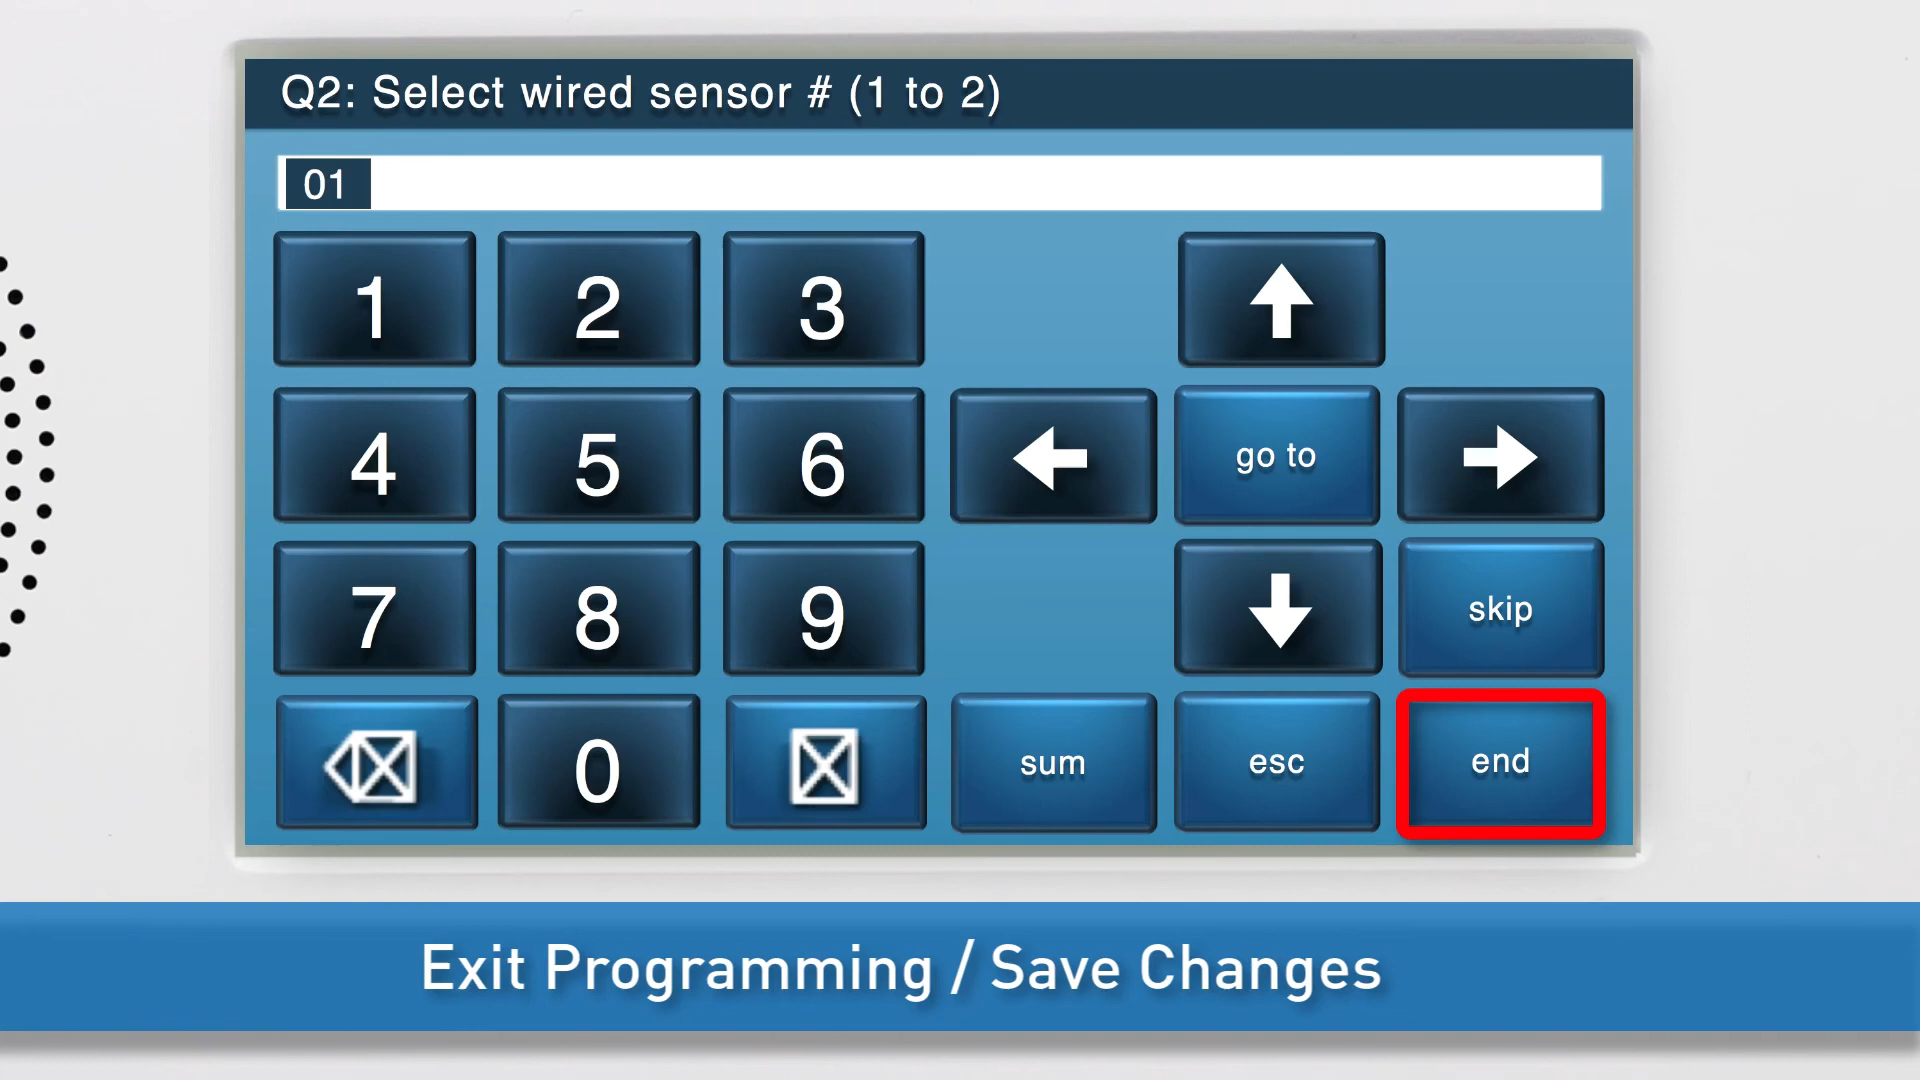 Q2: Select wired sensor # (1 to 2)
01
1 2 3
4 5 6 go to
7 8 9 skip
0 sum esc end
Exit Programming / Save Changes